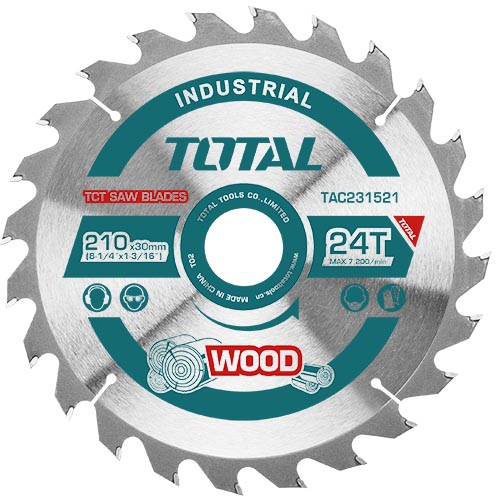 INDUSTRIAL
TOTAL
TCT SAW BLADES
TAC231521
TOTAL TOOLS CO.,LIMITED
www.totaltools.cn
MADE IN CHINA T02
210x30mm
(8-1/4"x1-3/16")
24T
MAX 7 200/min
TOTAL
WOOD